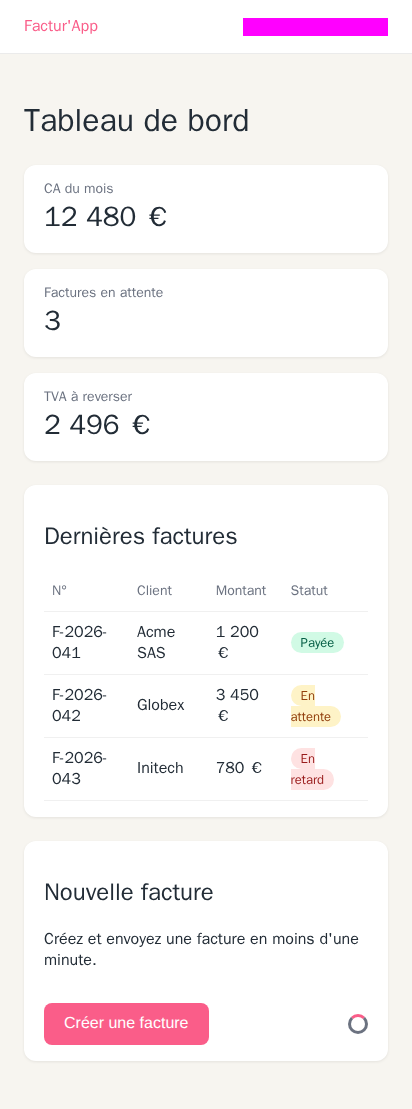 Factur'App
Tableau de bord
CA du mois
12 480 €
Factures en attente
3
TVA à reverser
2 496 €
Dernières factures
N° Client Montant Statut
F-2026-041 Acme SAS 1 200 € Payée
F-2026-042 Globex 3 450 € En attente
F-2026-043 Initech 780 € En retard
Nouvelle facture
Créez et envoyez une facture en moins d'une
minute.
Créer une facture